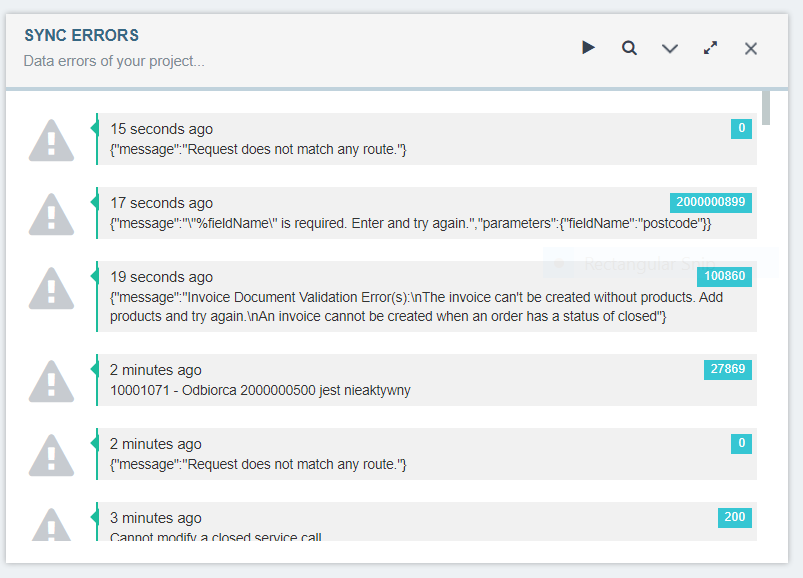 SYNC ERRORS
Data errors of your project...
15 seconds ago
0
{"message":"Request does not match any route."}
17 seconds ago
2000000899
{"message":"\"%fieldName\" is required. Enter and try again.","parameters":{"fieldName":"postcode"}}
Rectangular Snip
19 seconds ago
100860
{"message":"Invoice Document Validation Error(s):\nThe invoice can't be created without products. Add
products and try again.\nAn invoice cannot be created when an order has a status of closed"}
2 minutes ago
27869
10001071 - Odbiorca 2000000500 jest nieaktywny
2 minutes ago
0
{"message":"Request does not match any route."}
3 minutes ago
200
Cannot modify a closed service call